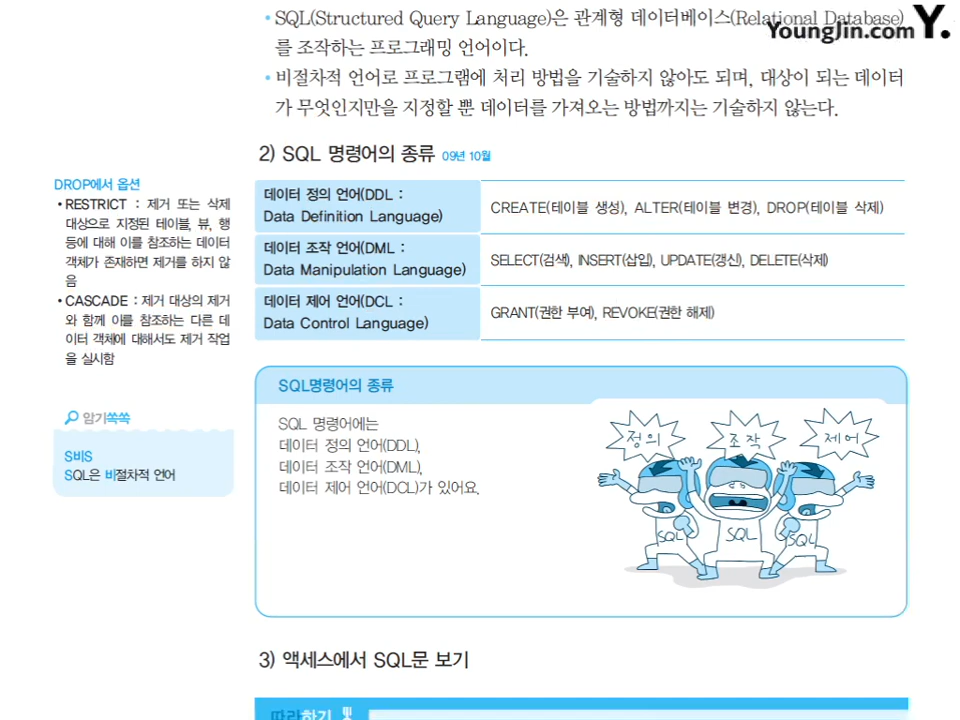 • SQL(Structured Query Language)은 관계형 데이터베이스(Relational Database)
를 조작하는 프로그래밍 언어이다.
• 비절차적 언어로 프로그램에 처리 방법을 기술하지 않아도 되며, 대상이 되는 데이터
가 무엇인지만을 지정할 뿐 데이터를 가져오는 방법까지는 기술하지 않는다.
YoungJin.com Y.
2) SQL 명령어의 종류 09년 10월
데이터 정의 언어(DDL :
Data Definition Language)
CREATE(테이블 생성), ALTER(테이블 변경), DROP(테이블 삭제)
데이터 조작 언어(DML :
Data Manipulation Language)
SELECT(검색), INSERT(삽입), UPDATE(갱신), DELETE(삭제)
데이터 제어 언어(DCL :
Data Control Language)
GRANT(권한 부여), REVOKE(권한 해제)
DROP에서 옵션
• RESTRICT : 제거 또는 삭제
대상으로 지정된 테이블, 뷰, 행
등에 대해 이를 참조하는 데이터
객체가 존재하면 제거를 하지 않
음
• CASCADE : 제거 대상의 제거
와 함께 이를 참조하는 다른 데
이터 객체에 대해서도 제거 작업
을 실시함
암기쏙쏙
S비S
SQL은 비절차적 언어
SQL명령어의 종류
SQL 명령어에는
데이터 정의 언어(DDL),
데이터 조작 언어(DML),
데이터 제어 언어(DCL)가 있어요.
정의
조작
제어
SQL
SQL
SQL
3) 액세스에서 SQL문 보기
따라하기